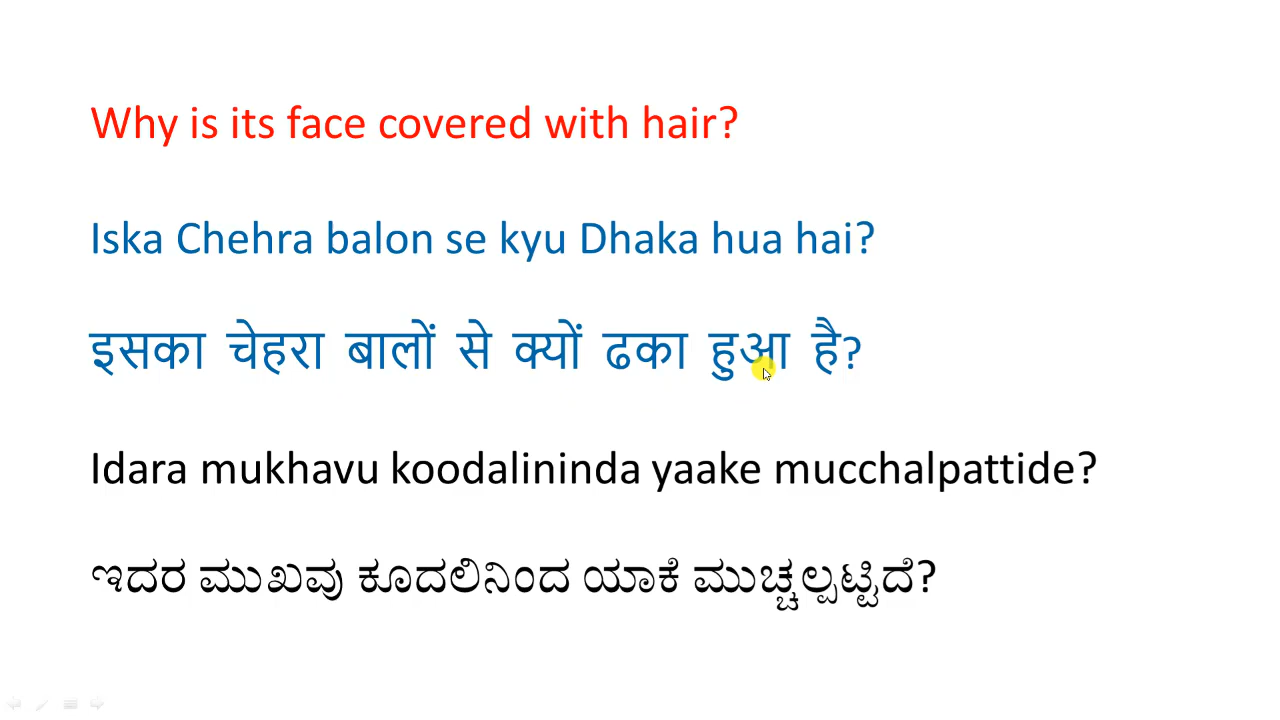 Why is its face covered with hair?
Iska Chehra balon se kyu Dhaka hua hai?
इसका चेहरा बालों से क्यों ढका हुआ है?
Idara mukhavu koodalininda yaake mucchalpattide?
ಇದರ ಮುಖವು ಕೂದಲಿನಿಂದ ಯಾಕೆ ಮುಚ್ಚಲ್ಪಟ್ಟಿದೆ?